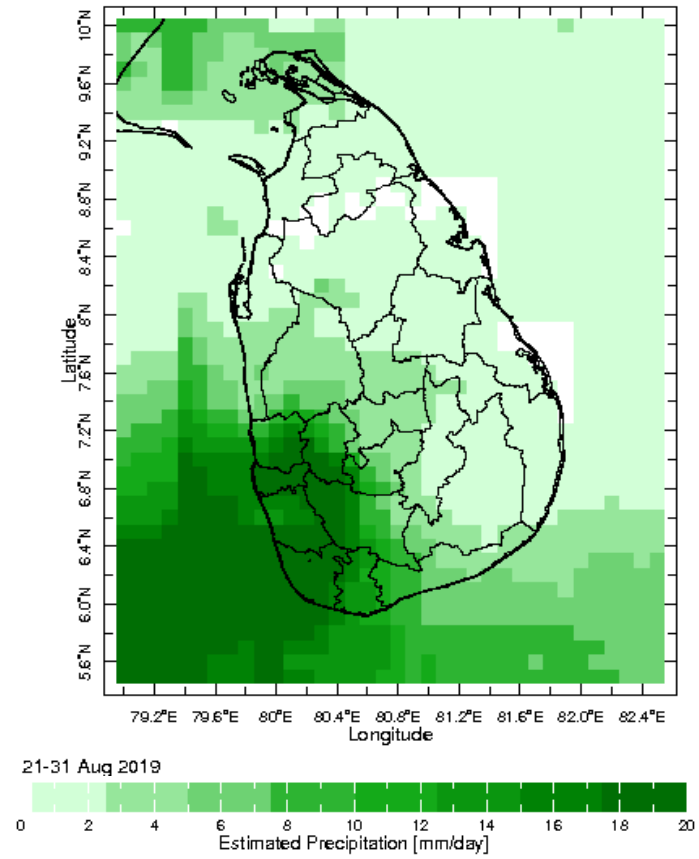 10°N
9.6°N
9.2°N
8.8°N
8.4°N
8°N
7.6°N
7.2°N
6.8°N
6.4°N
6.0°N
5.6°N
Latitude
79.2°E 79.6°E 80°E 80.4°E 80.8°E 81.2°E 81.6°E 82.0°E 82.4°E
Longitude
21-31 Aug 2019
0 2 4 6 8 10 12 14 16 18 20
Estimated Precipitation [mm/day]